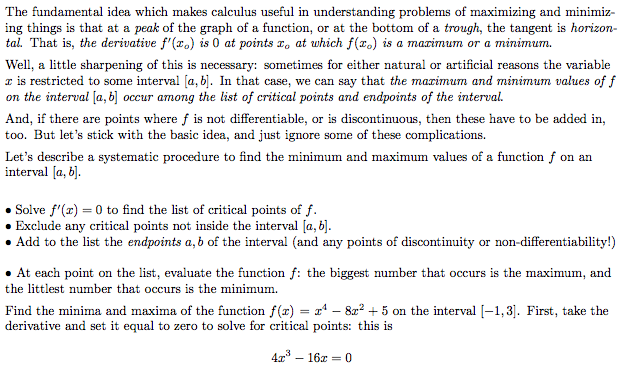 The fundamental idea which makes calculus useful in understanding problems of maximizing and minimiz-
ing things is that at a peak of the graph of a function, or at the bottom of a trough, the tangent is horizon-
tal. That is, the derivative f′(xₒ) is 0 at points xₒ at which f(xₒ) is a maximum or a minimum.
Well, a little sharpening of this is necessary: sometimes for either natural or artificial reasons the variable
x is restricted to some interval [a, b]. In that case, we can say that the maximum and minimum values of f
on the interval [a, b] occur among the list of critical points and endpoints of the interval.
And, if there are points where f is not differentiable, or is discontinuous, then these have to be added in,
too. But let's stick with the basic idea, and just ignore some of these complications.
Let's describe a systematic procedure to find the minimum and maximum values of a function f on an
interval [a, b].
• Solve f′(x) = 0 to find the list of critical points of f.
• Exclude any critical points not inside the interval [a, b].
• Add to the list the endpoints a, b of the interval (and any points of discontinuity or non-differentiability!)
• At each point on the list, evaluate the function f: the biggest number that occurs is the maximum, and
the littlest number that occurs is the minimum.
Find the minima and maxima of the function f(x) = x⁴ − 8x² + 5 on the interval [−1, 3]. First, take the
derivative and set it equal to zero to solve for critical points: this is
4x³ − 16x = 0